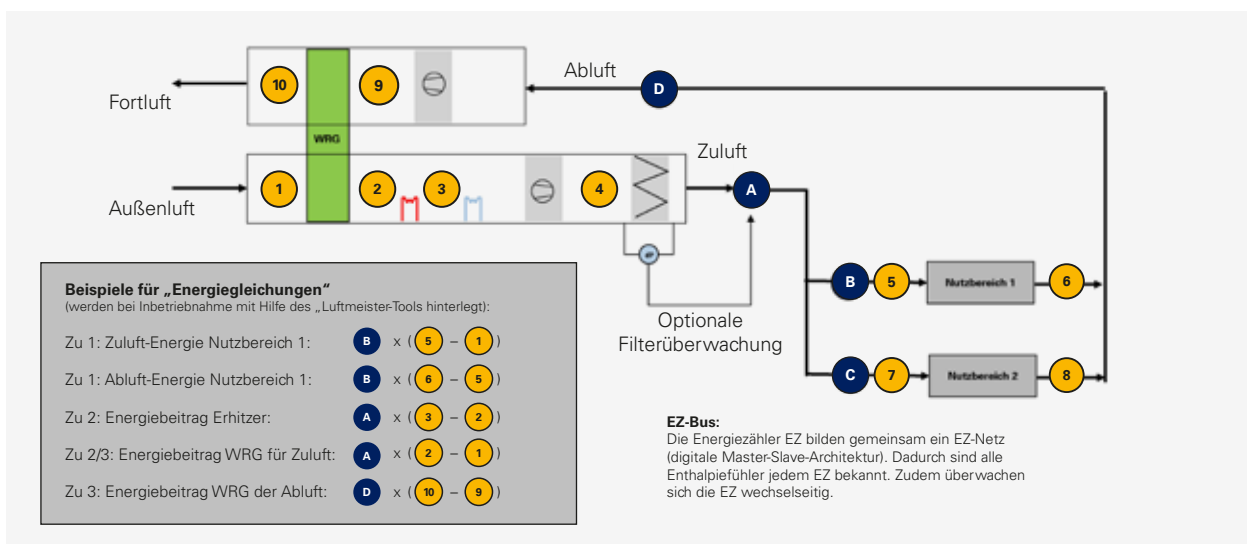 10
9
Abluft
D
Fortluft
WRG
Zuluft
1
2
3
4
A
Außenluft
B
5
Nutzbereich 1
6
Optionale
Filterüberwachung
C
7
Nutzbereich 2
8
Beispiele für „Energiegleichungen“
(werden bei Inbetriebnahme mit Hilfe des „Luftmeister-Tools hinterlegt):
Zu 1: Zuluft-Energie Nutzbereich 1: B x ( 5 – 1 )
Zu 1: Abluft-Energie Nutzbereich 1: B x ( 6 – 5 )
Zu 2: Energiebeitrag Erhitzer: A x ( 3 – 2 )
Zu 2/3: Energiebeitrag WRG für Zuluft: A x ( 2 – 1 )
Zu 3: Energiebeitrag WRG der Abluft: D x ( 10 – 9 )
EZ-Bus:
Die Energiezähler EZ bilden gemeinsam ein EZ-Netz
(digitale Master-Slave-Architektur). Dadurch sind alle
Enthalpiefühler jedem EZ bekannt. Zudem überwachen
sich die EZ wechselseitig.